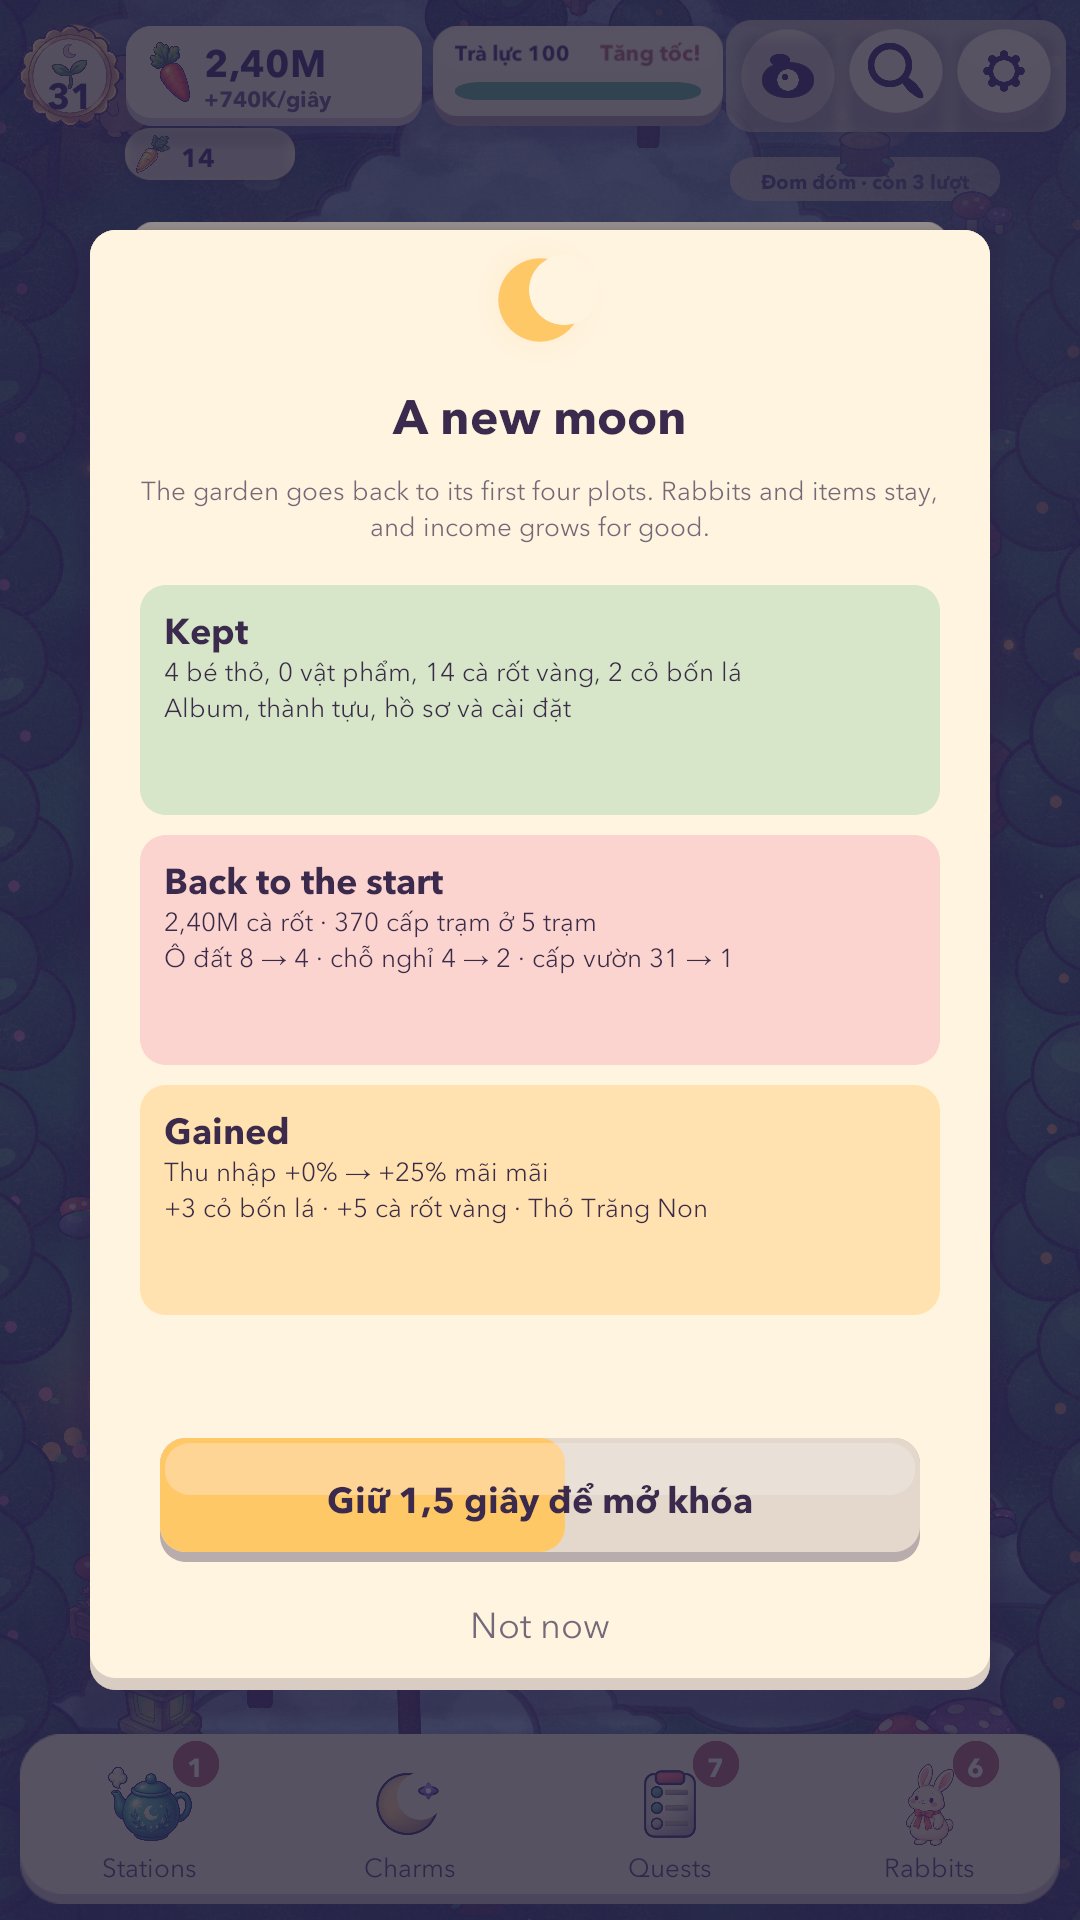 31
2,40M
+740K/giây
14
Trà lực 100
Tăng tốc!
Đom đóm · còn 3 lượt
A new moon
The garden goes back to its first four plots. Rabbits and items stay,
and income grows for good.
Kept
4 bé thỏ, 0 vật phẩm, 14 cà rốt vàng, 2 cỏ bốn lá
Album, thành tựu, hồ sơ và cài đặt
Back to the start
2,40M cà rốt · 370 cấp trạm ở 5 trạm
Ô đất 8 → 4 · chỗ nghỉ 4 → 2 · cấp vườn 31 → 1
Gained
Thu nhập +0% → +25% mãi mãi
+3 cỏ bốn lá · +5 cà rốt vàng · Thỏ Trăng Non
Giữ 1,5 giây để mở khóa
Not now
1
7
6
Stations
Charms
Quests
Rabbits